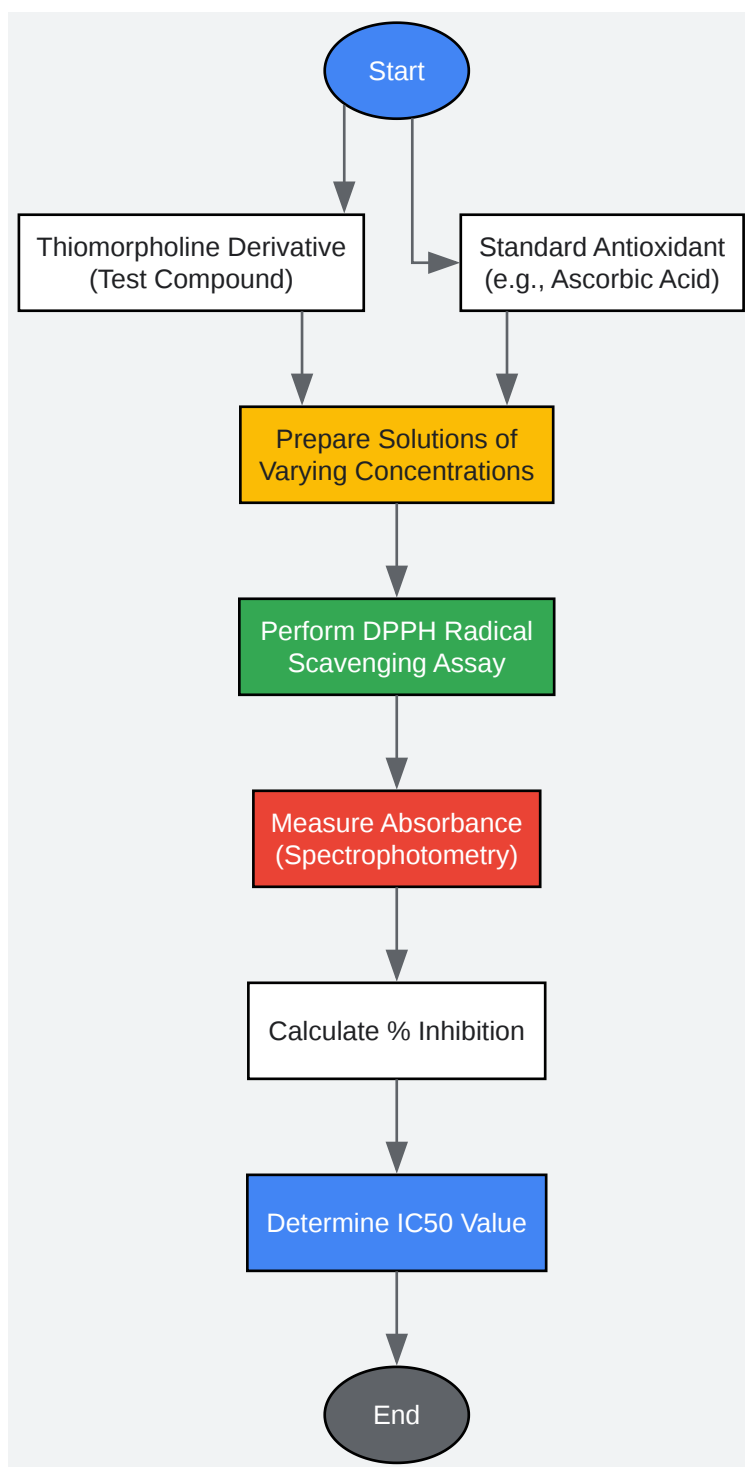 Start
Thiomorpholine Derivative
(Test Compound)
Standard Antioxidant
(e.g., Ascorbic Acid)
Prepare Solutions of
Varying Concentrations
Perform DPPH Radical
Scavenging Assay
Measure Absorbance
(Spectrophotometry)
Calculate % Inhibition
Determine IC50 Value
End